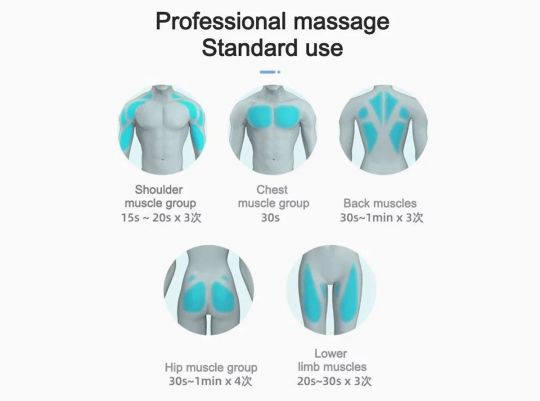 Professional massage
Standard use
Shoulder
muscle group
15s ~ 20s x 3次
Chest
muscle group
30s
Back muscles
30s~1min x 3次
Hip muscle group
30s~1min x 4次
Lower
limb muscles
20s~30s x 3次